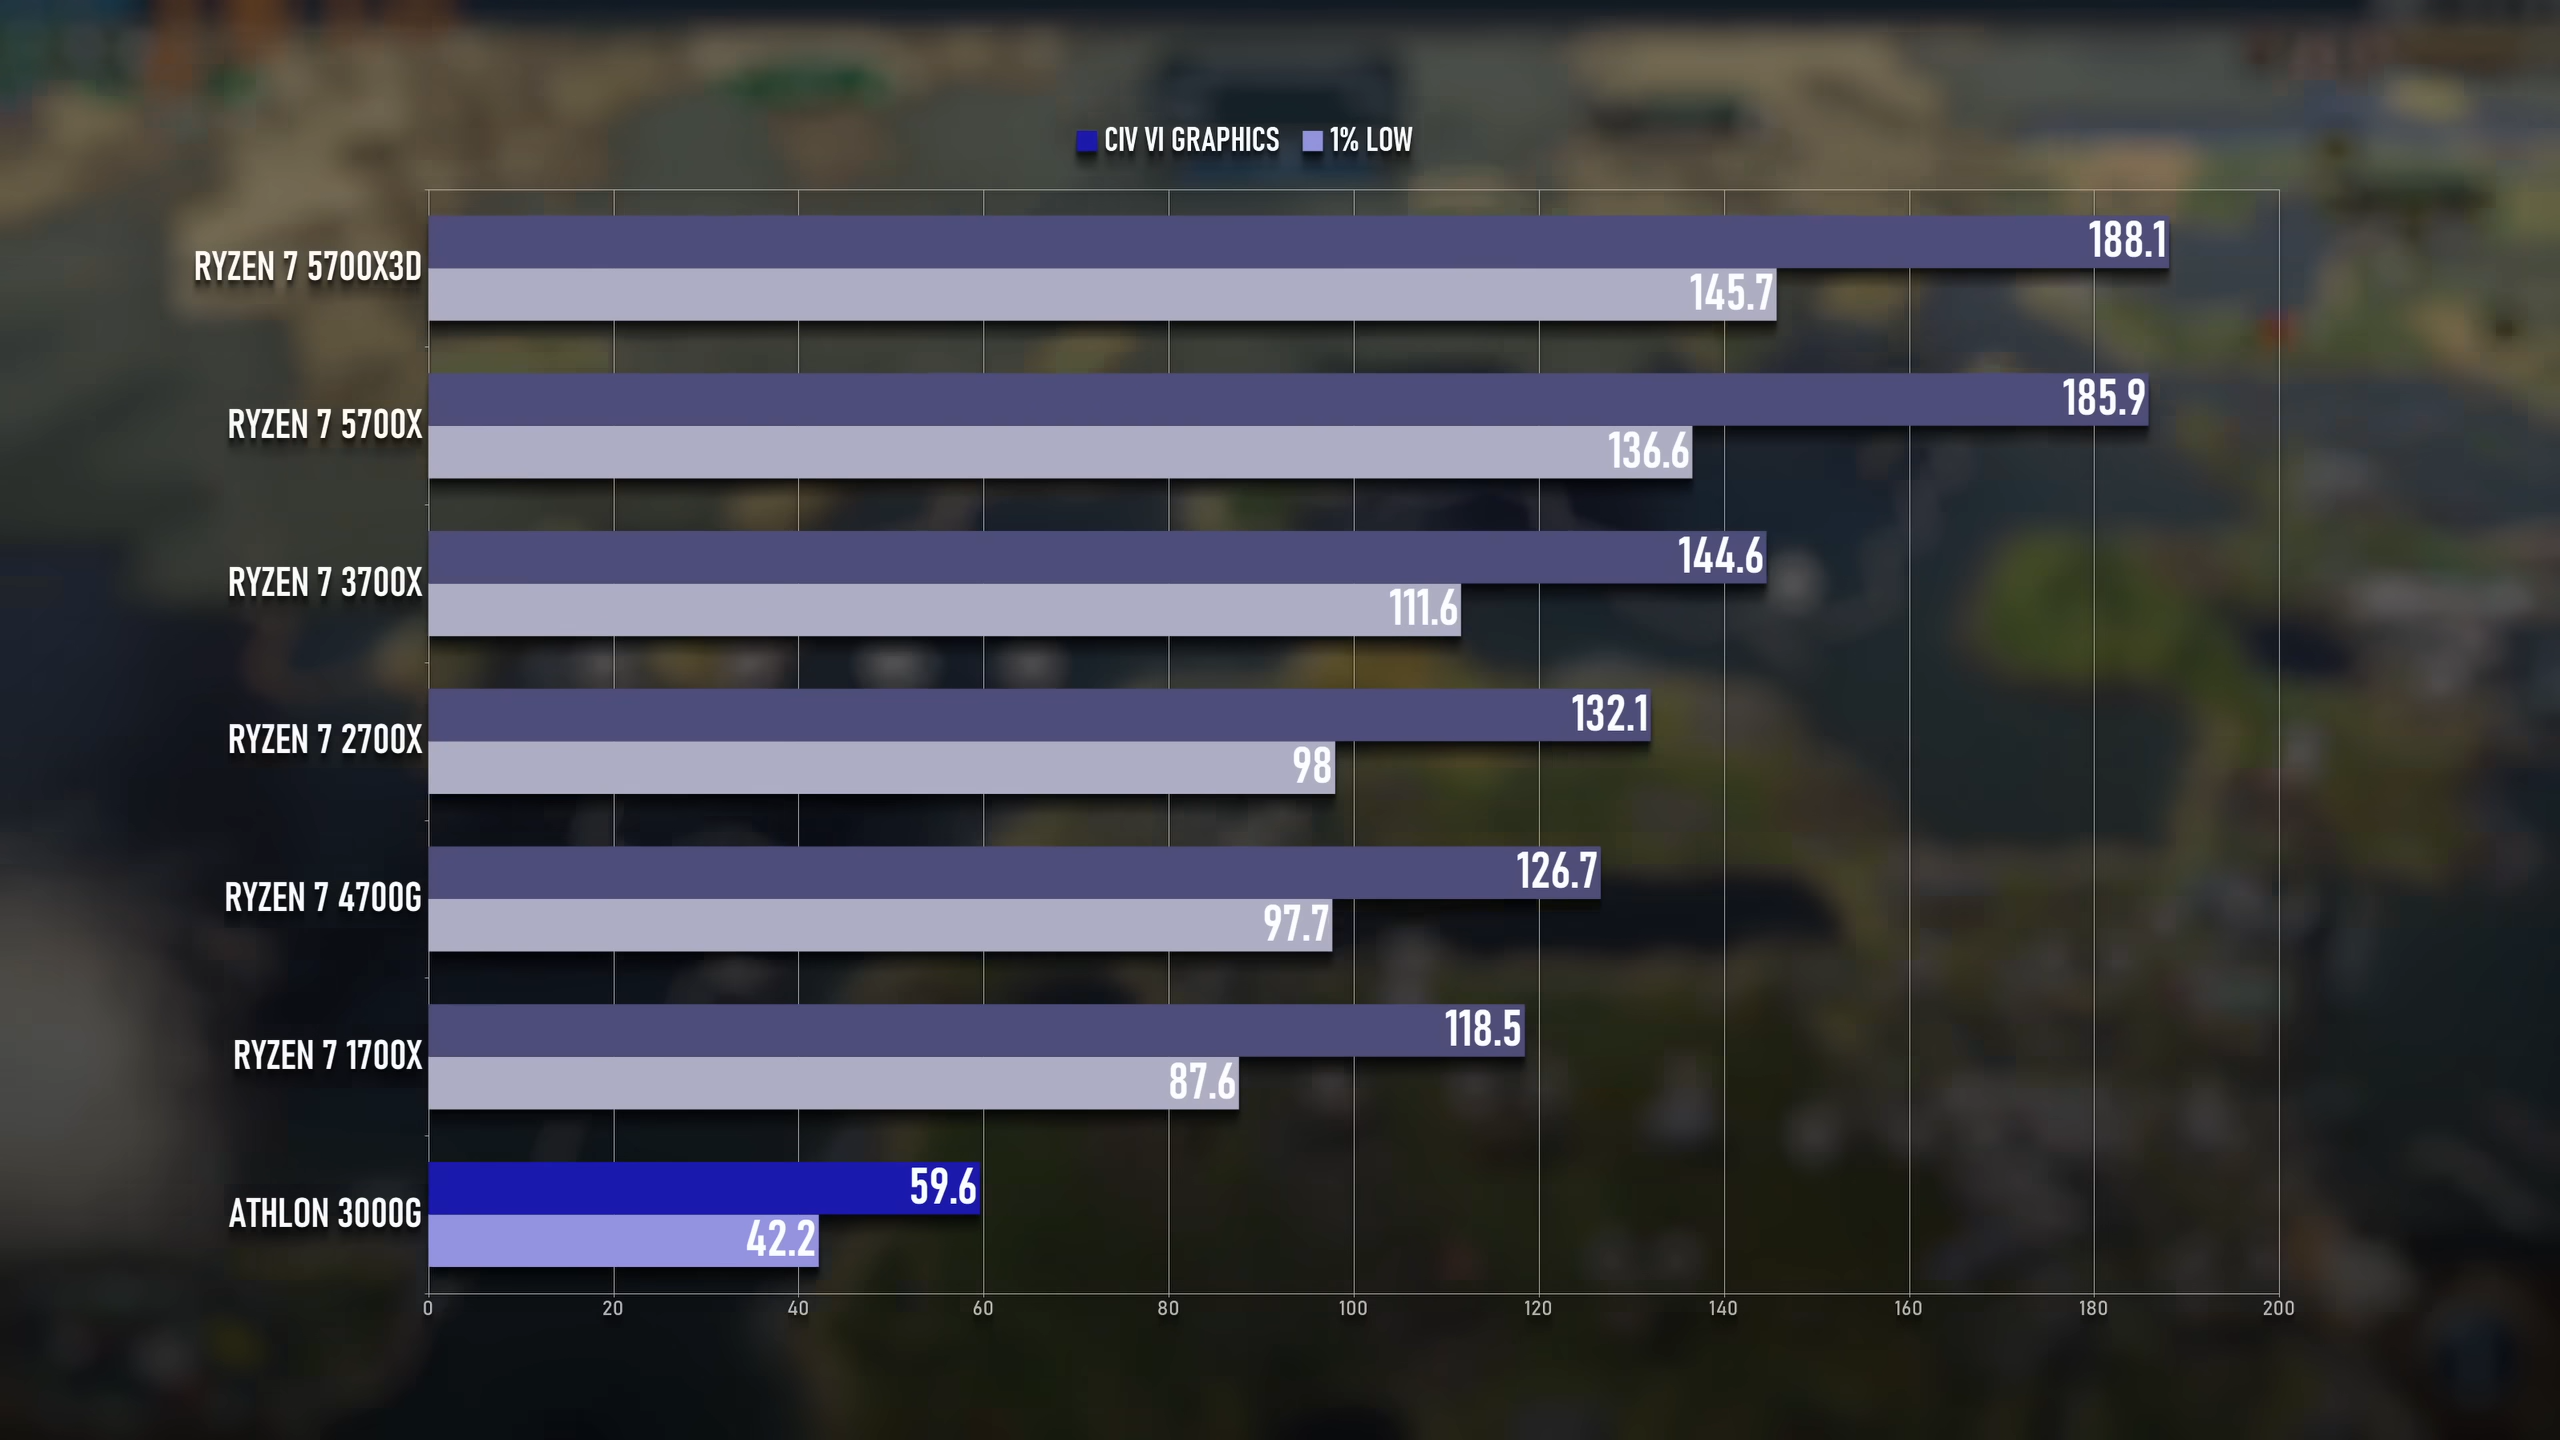 CIV VI GRAPHICS 1% LOW
RYZEN 7 5700X3D 188.1
145.7
RYZEN 7 5700X 185.9
136.6
RYZEN 7 3700X 144.6
111.6
RYZEN 7 2700X 132.1
98
RYZEN 7 4700G 126.7
97.7
RYZEN 7 1700X 118.5
87.6
ATHLON 3000G 59.6
42.2
0 20 40 60 80 100 120 140 160 180 200